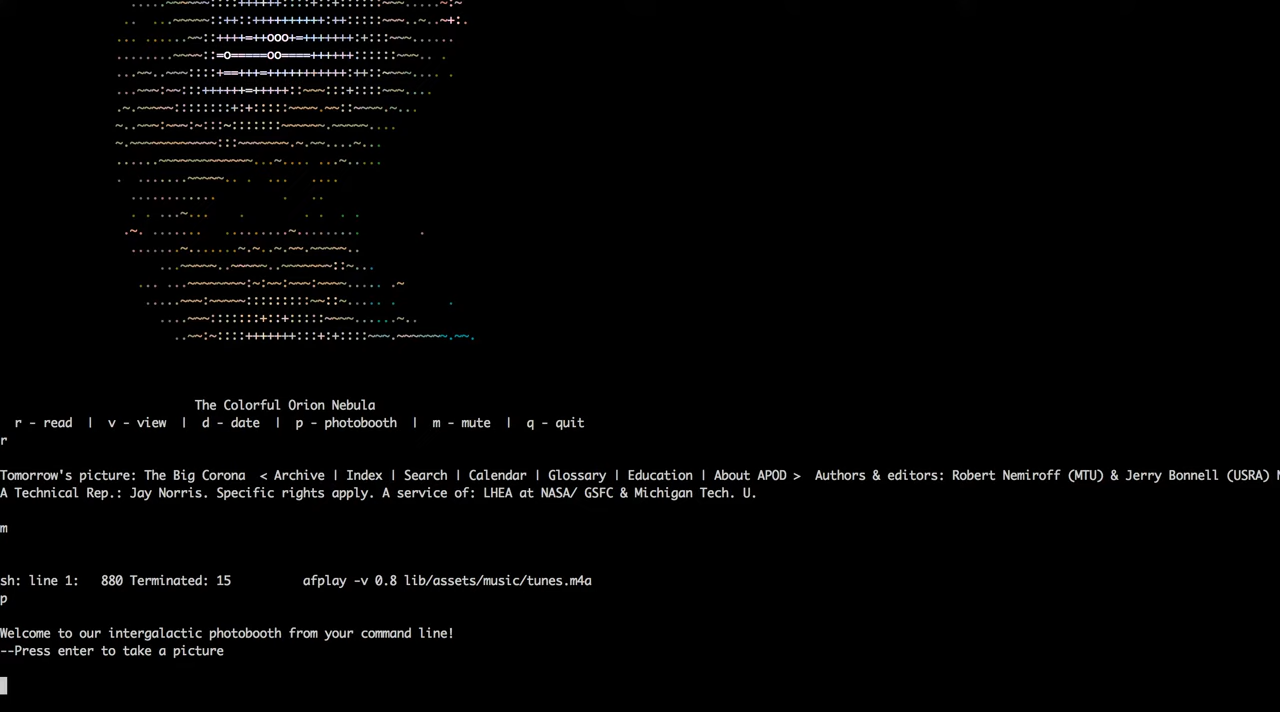 The Colorful Orion Nebula
r - read | v - view | d - date | p - photobooth | m - mute | q - quit
r
Tomorrow's picture: The Big Corona < Archive | Index | Search | Calendar | Glossary | Education | About APOD > Authors & editors: Robert Nemiroff (MTU) & Jerry Bonnell (USRA) N
A Technical Rep.: Jay Norris. Specific rights apply. A service of: LHEA at NASA/ GSFC & Michigan Tech. U.
m
sh: line 1: 880 Terminated: 15 afplay -v 0.8 lib/assets/music/tunes.m4a
p
Welcome to our intergalactic photobooth from your command line!
--Press enter to take a picture